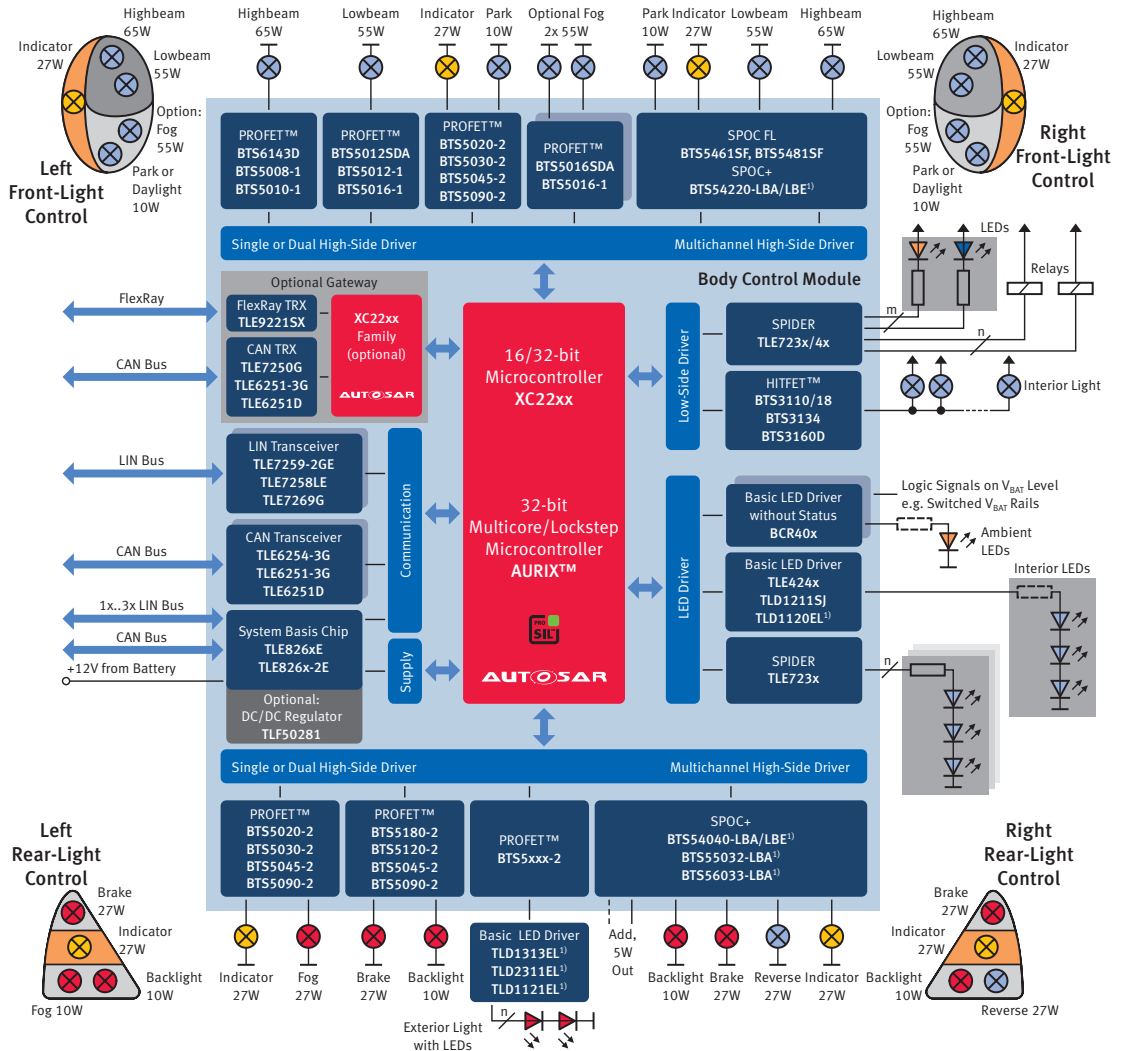 Highbeam
65W
Indicator
27W
Lowbeam
55W
Option:
Fog
55W
Park or
Daylight
10W
Left
Front-Light
Control
Highbeam
65W
Lowbeam
55W
Indicator
27W
Park
10W
Optional Fog
2x 55W
Park
10W
Indicator
27W
Lowbeam
55W
Highbeam
65W
Highbeam
65W
Lowbeam
55W
Indicator
27W
Option:
Fog
55W
Park or
Daylight
10W
Right
Front-Light
Control
PROFET™
BTS6143D
BTS5008-1
BTS5010-1
PROFET™
BTS5012SDA
BTS5012-1
BTS5016-1
PROFET™
BTS5020-2
BTS5030-2
BTS5045-2
BTS5090-2
PROFET™
BTS5016SDA
BTS5016-1
SPOC FL
BTS5461SF, BTS5481SF
SPOC+
BTS54220-LBA/LBE1)
Single or Dual High-Side Driver
Multichannel High-Side Driver
Body Control Module
Optional Gateway
FlexRay
FlexRay TRX
TLE9221SX
CAN Bus
CAN TRX
TLE7250G
TLE6251-3G
TLE6251D
XC22xx
Family
(optional)
AUTOSAR
16/32-bit
Microcontroller
XC22xx
32-bit
Multicore/Lockstep
Microcontroller
AURIX™
PRO
SIL
AUTOSAR
LIN Bus
LIN Transceiver
TLE7259-2GE
TLE7258LE
TLE7269G
CAN Bus
CAN Transceiver
TLE6254-3G
TLE6251-3G
TLE6251D
Communication
1x..3x LIN Bus
CAN Bus
+12V from Battery
System Basis Chip
TLE826xE
TLE826x-2E
Supply
Optional:
DC/DC Regulator
TLF50281
Low-Side Driver
SPIDER
TLE723x/4x
HITFET™
BTS3110/18
BTS3134
BTS3160D
LEDs
Relays
m
n
Interior Light
LED Driver
Basic LED Driver
without Status
BCR40x
Logic Signals on VBAT Level
e.g. Switched VBAT Rails
Ambient
LEDs
Basic LED Driver
TLE424x
TLD1211SJ
TLD1120EL1)
Interior LEDs
SPIDER
TLE723x
n
Single or Dual High-Side Driver
Multichannel High-Side Driver
PROFET™
BTS5020-2
BTS5030-2
BTS5045-2
BTS5090-2
PROFET™
BTS5180-2
BTS5120-2
BTS5045-2
BTS5090-2
PROFET™
BTS5xxx-2
SPOC+
BTS54040-LBA/LBE1)
BTS55032-LBA1)
BTS56033-LBA1)
Left
Rear-Light
Control
Brake
27W
Indicator
27W
Backlight
10W
Fog 10W
Indicator
27W
Fog
27W
Brake
27W
Backlight
10W
Basic LED Driver
TLD1313EL1)
TLD2311EL1)
TLD1121EL1)
n
Exterior Light
with LEDs
Add,
5W
Out
Backlight
10W
Brake
27W
Reverse
27W
Indicator
27W
Right
Rear-Light
Control
Brake
27W
Indicator
27W
Backlight
10W
Reverse 27W